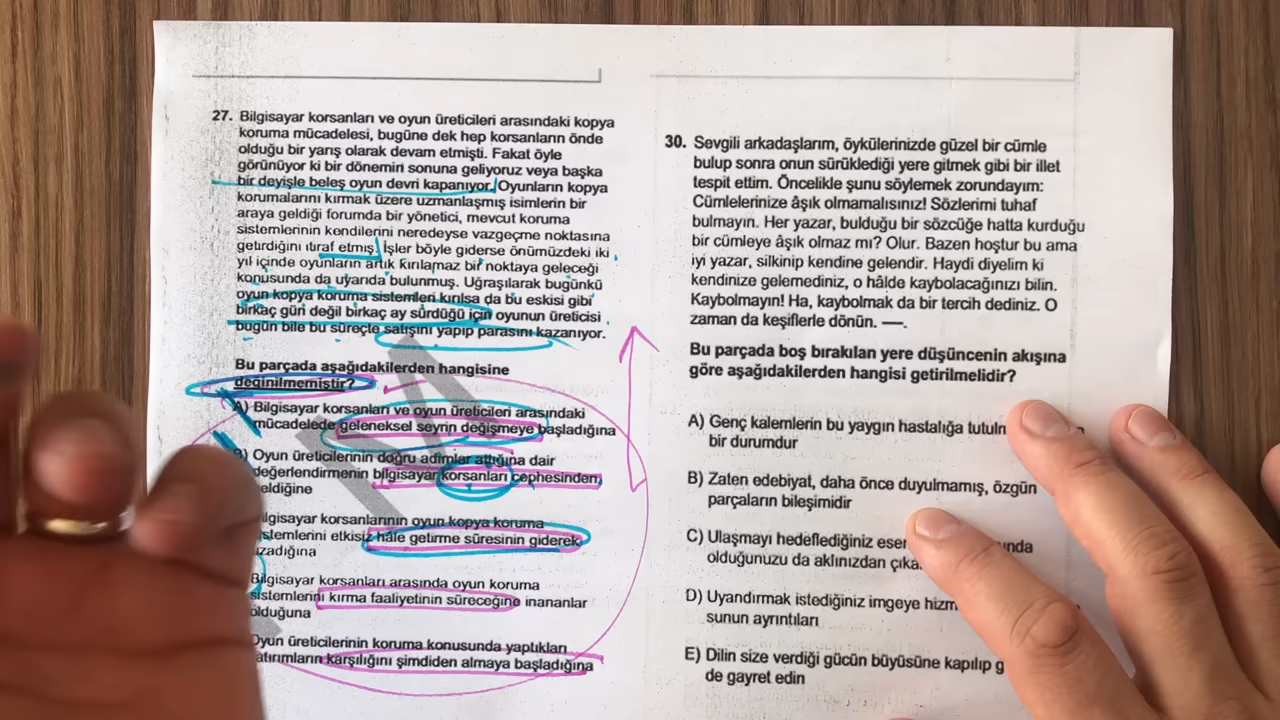 27. Bilgisayar korsanları ve oyun üreticileri arasındaki kopya
koruma mücadelesi, bugüne dek hep korsanların önde
olduğu bir yarış olarak devam etmişti. Fakat öyle
görünüyor ki bir dönemin sonuna geliyoruz veya başka
bir deyişle beleş oyun devri kapanıyor. Oyunların kopya
korumalarını kırmak üzere uzmanlaşmış isimlerin bir
araya geldiği forumda bir yönetici, mevcut koruma
sistemlerinin kendilerini neredeyse vazgeçme noktasına
getirdiğini itiraf etmiş. İşler böyle giderse önümüzdeki iki
yıl içinde oyunların artık kırılamaz bir noktaya geleceği
konusunda da uyarıda bulunmuş. Uğraşılarak bugünkü
oyun kopya koruma sistemleri kırılsa da bu eskisi gibi
birkaç gün değil birkaç ay sürdüğü için oyunun üreticisi
bugün bile bu süreçte satışını yapıp parasını kazanıyor.
Bu parçada aşağıdakilerden hangisine
değinilmemiştir?
A) Bilgisayar korsanları ve oyun üreticileri arasındaki
mücadelede geleneksel seyrin değişmeye başladığına
B) Oyun üreticilerinin doğru adımlar attığına dair
değerlendirmenin bilgisayar korsanları cephesinden
eldiğine
ilgisayar korsanlarının oyun kopya koruma
stemlerini etkisiz hâle getirme süresinin giderek
ızadığına
Bilgisayar korsanları arasında oyun koruma
sistemlerini kırma faaliyetinin süreceğine inananlar
olduğuna
Oyun üreticilerinin koruma konusunda yaptıkları
atırımların karşılığını şimdiden almaya başladığına
30. Sevgili arkadaşlarım, öykülerinizde güzel bir cümle
bulup sonra onun sürüklediği yere gitmek gibi bir illet
tespit ettim. Öncelikle şunu söylemek zorundayım:
Cümlelerinize âşık olmamalısınız! Sözlerimi tuhaf
bulmayın. Her yazar, bulduğu bir sözcüğe hatta kurduğu
bir cümleye âşık olmaz mı? Olur. Bazen hoştur bu ama
iyi yazar, silkinip kendine gelendir. Haydi diyelim ki
kendinize gelemediniz, o hâlde kaybolacağınızı bilin.
Kaybolmayın! Ha, kaybolmak da bir tercih dediniz. O
zaman da keşiflerle dönün. —.
Bu parçada boş bırakılan yere düşüncenin akışına
göre aşağıdakilerden hangisi getirilmelidir?
A) Genç kalemlerin bu yaygın hastalığa tutuln
bir durumdur
B) Zaten edebiyat, daha önce duyulmamış, özgün
parçaların bileşimidir
C) Ulaşmayı hedeflediğiniz eser unda
olduğunuzu da aklınızdan çıka
D) Uyandırmak istediğiniz imgeye hizm
sunun ayrıntıları
E) Dilin size verdiği gücün büyüsüne kapılıp g
de gayret edin